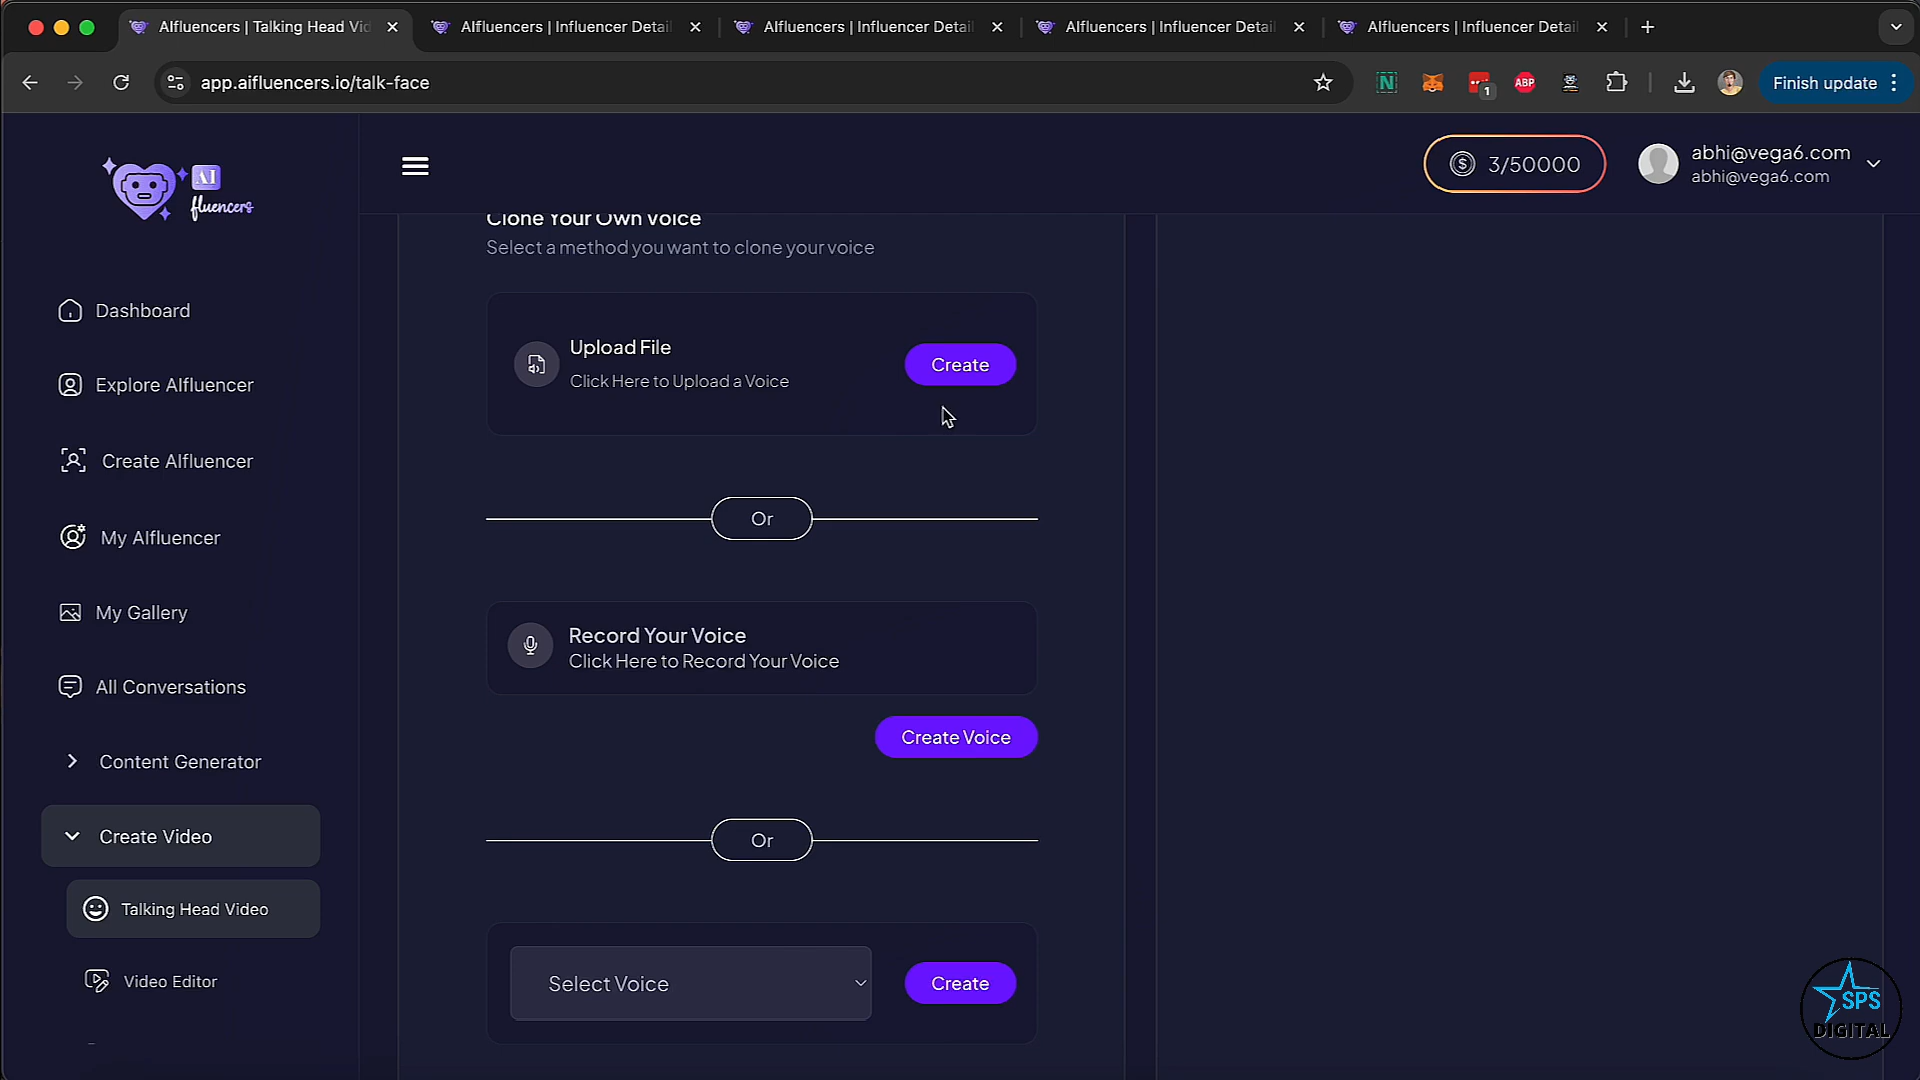 AIfluencers | Talking Head Vid
AIfluencers | Influencer Detail
AIfluencers | Influencer Detail
AIfluencers | Influencer Detail
AIfluencers | Influencer Detail
app.aifluencers.io/talk-face
N
1
ABP
Finish update
AI
fluencers
3/50000
abhi@vega6.com
abhi@vega6.com
Dashboard
Explore AIfluencer
Create AIfluencer
My AIfluencer
My Gallery
All Conversations
Content Generator
Create Video
Talking Head Video
Video Editor
Clone Your Own Voice
Select a method you want to clone your voice
Upload File
Click Here to Upload a Voice
Create
Or
Record Your Voice
Click Here to Record Your Voice
Create Voice
Or
Select Voice
Create
SPS
DIGITAL